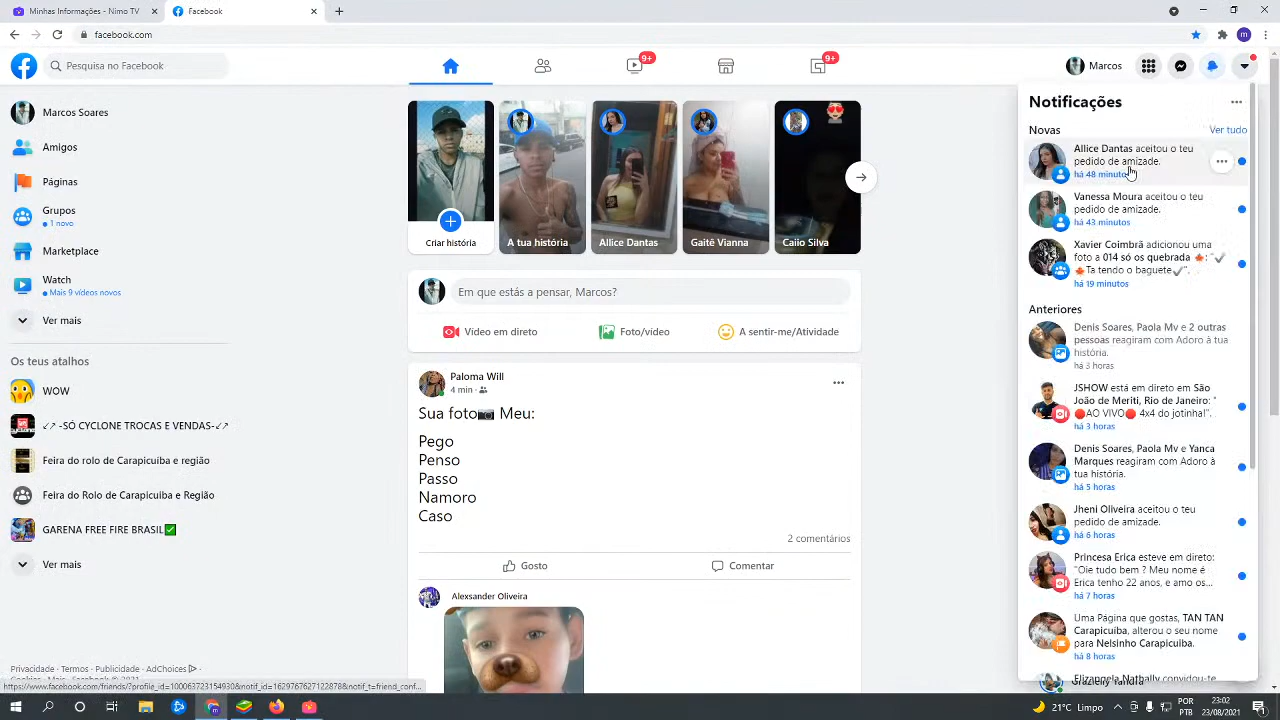 Minhas Informações - Nimo TV
Facebook
facebook.com
Pesquisa no Facebook
9+
9+
Marcos
Marcos Soares
Amigos
Páginas
Grupos
1 novo
Marketplace
Watch
Mais 9 vídeos novos
Ver mais
Os teus atalhos
WOW
-SÓ CYCLONE TROCAS E VENDAS-
Feira do rolo de Carapicuíba e região
Feira do Rolo de Carapicuiba e Região
GARENA FREE FIRE BRASIL✅
Ver mais
Privacidade · Termos · Publicidade · AdChoices ·
Criar história
A tua história
Allice Dantas
Gaitê Vianna
Caiio Silva
Em que estás a pensar, Marcos?
Vídeo em direto
Foto/vídeo
A sentir-me/Atividade
Paloma Will
4 min ·
Sua foto📷 Meu:
Pego
Penso
Passo
Namoro
Caso
2 comentários
Gosto
Comentar
Alexsander Oliveira
Notificações
Novas
Ver tudo
Allice Dantas aceitou o teu
pedido de amizade.
há 48 minutos
Vanessa Moura aceitou o teu
pedido de amizade.
há 43 minutos
Xavier Coimbrã adicionou uma
foto a 014 só os quebrada 🍁: "✔
🍁Ta tendo o baguete✔".
há 19 minutos
Anteriores
Denis Soares, Paola Mv e 2 outras
pessoas reagiram com Adoro à tua
história.
há 3 horas
JSHOW está em direto em São
João de Meriti, Rio de Janeiro: "
🔴AO VIVO🔴 4x4 do jotinha!".
há 3 horas
Denis Soares, Paola Mv e Yanca
Marques reagiram com Adoro à
tua história.
há 5 horas
Jheni Oliveira aceitou o teu
pedido de amizade.
há 6 horas
Princesa Erica esteve em direto:
"Oie tudo bem ? Meu nome é
Erica tenho 22 anos, e amo os...
há 7 horas
Uma Página que gostas, TAN TAN
Carapicuiba, alterou o seu nome
para Nelsinho Carapicuiba.
há 8 horas
21°C Limpo
POR
PTB
23:02
23/08/2021